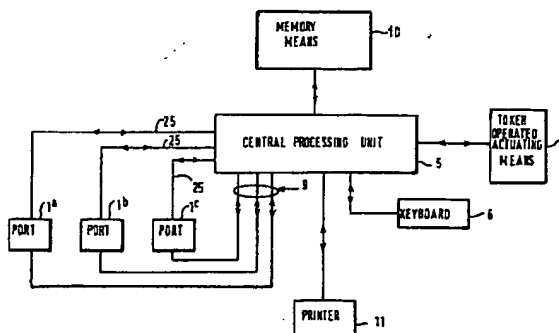 MEMORY MEANS
10
25
25
25
CENTRAL PROCESSING UNIT
5
TOKEN OPERATED ACTUATING MEANS
9
1a
1b
1c
PORT
PORT
PORT
KEYBOARD
6
PRINTER
11